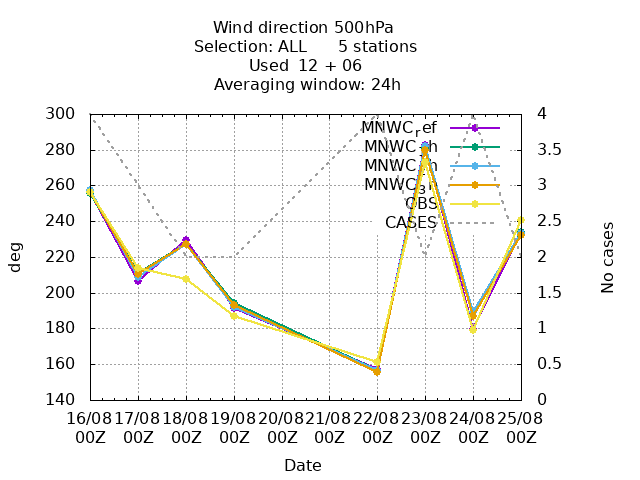 Wind direction 500hPa
Selection: ALL 5 stations
Used 12 + 06
Averaging window: 24h
300
280
260
240
220
200
180
160
140
deg
4
3.5
3
2.5
2
1.5
1
0.5
0
No cases
MNWC_ref
MNWC
MNWC
MNWC
OBS
CASES
16/08 17/08 18/08 19/08 20/08 21/08 22/08 23/08 24/08 25/08
00Z 00Z 00Z 00Z 00Z 00Z 00Z 00Z 00Z 00Z
Date